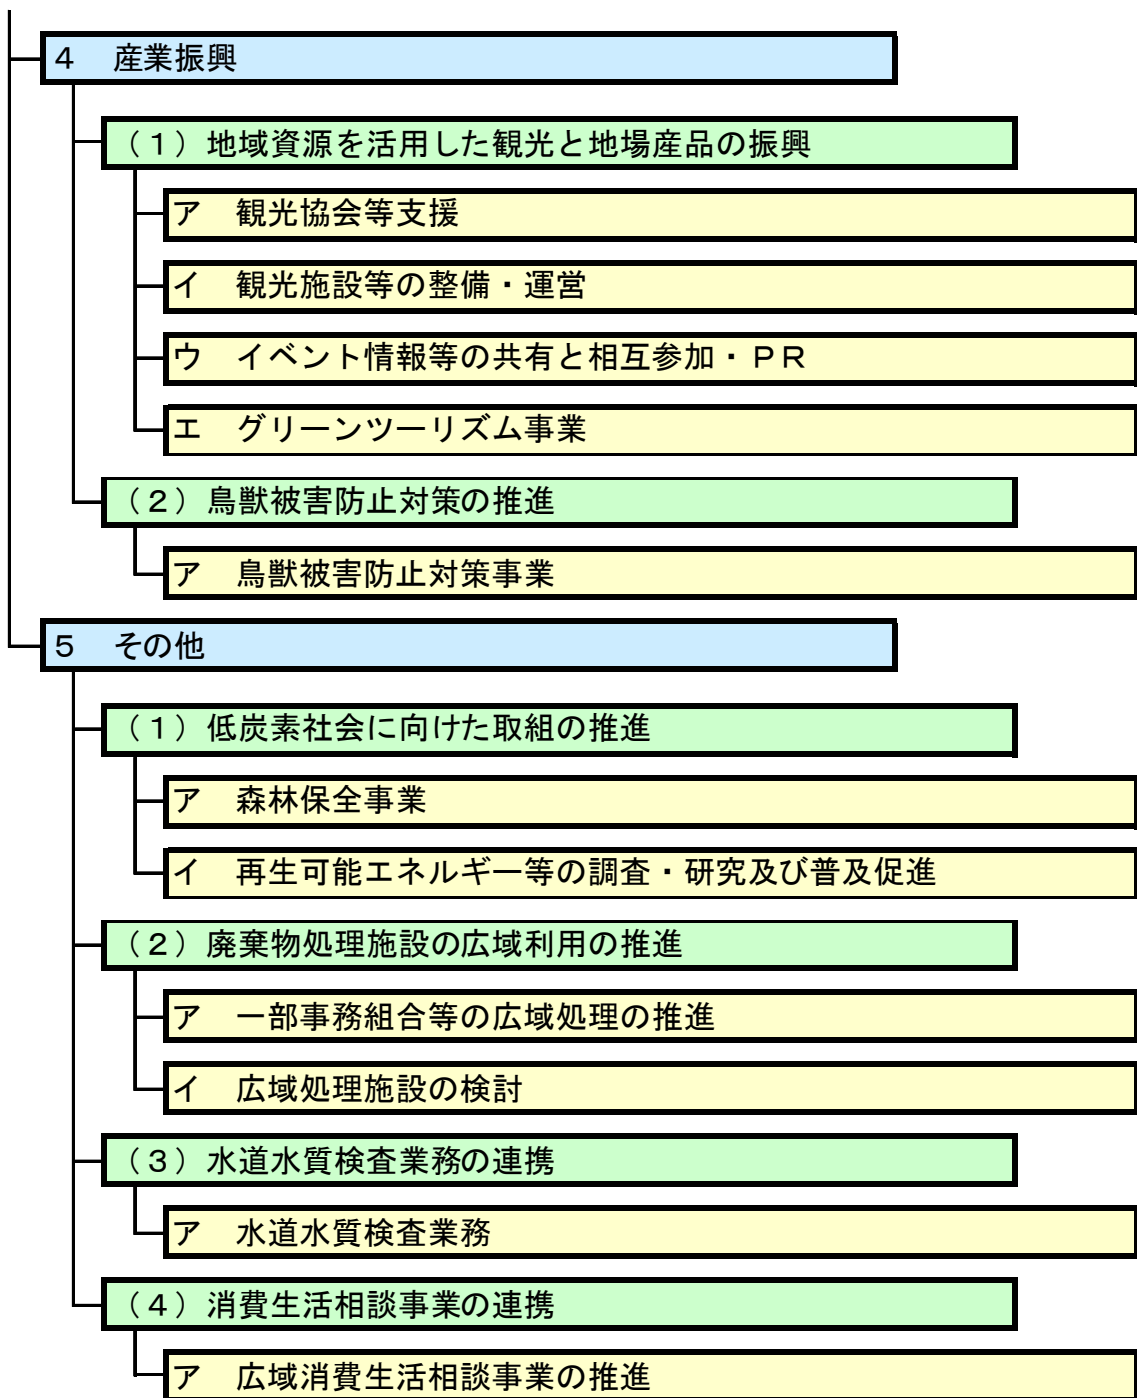 ４　産業振興
（１）地域資源を活用した観光と地場産品の振興
ア　観光協会等支援
イ　観光施設等の整備・運営
ウ　イベント情報等の共有と相互参加・ＰＲ
エ　グリーンツーリズム事業
（２）鳥獣被害防止対策の推進
ア　鳥獣被害防止対策事業
５　その他
（１）低炭素社会に向けた取組の推進
ア　森林保全事業
イ　再生可能エネルギー等の調査・研究及び普及促進
（２）廃棄物処理施設の広域利用の推進
ア　一部事務組合等の広域処理の推進
イ　広域処理施設の検討
（３）水道水質検査業務の連携
ア　水道水質検査業務
（４）消費生活相談事業の連携
ア　広域消費生活相談事業の推進